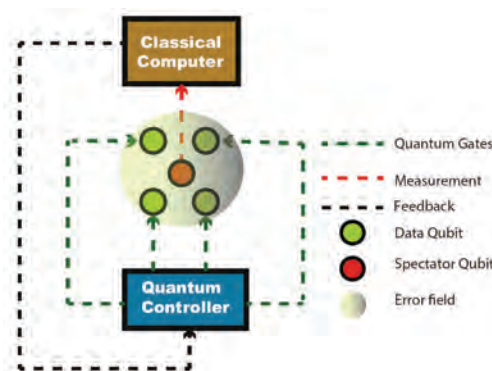 Classical
Computer
Quantum
Controller
Quantum Gates
Measurement
Feedback
Data Qubit
Spectator Qubit
Error field